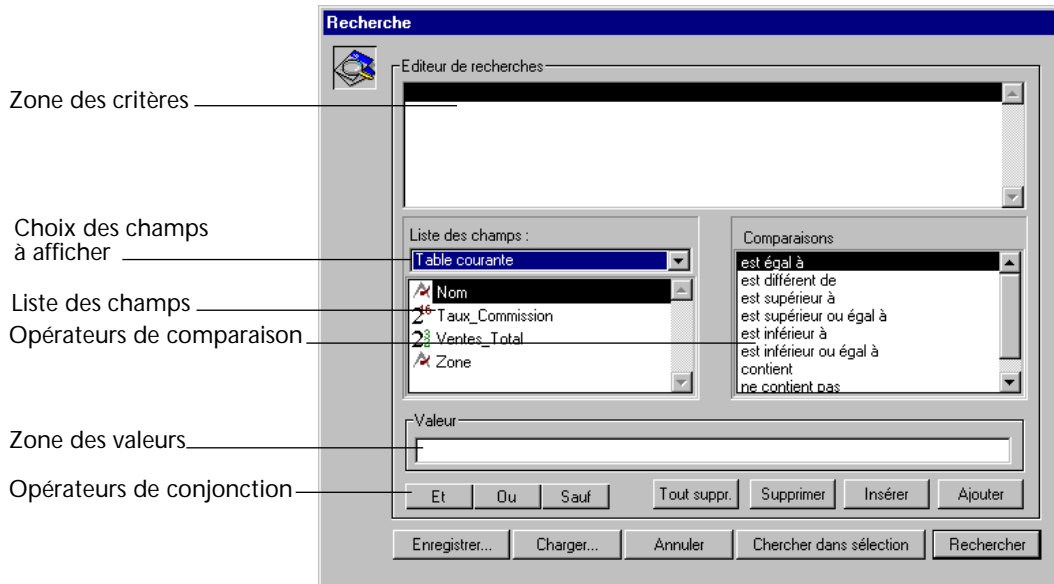 Recherche
Editeur de recherches
Zone des critères
Choix des champs
à afficher
Liste des champs :
Table courante
Comparaisons
est égal à
est différent de
est supérieur à
est supérieur ou égal à
est inférieur à
est inférieur ou égal à
contient
ne contient pas
Liste des champs
Nom
216 Taux_Commission
Opérateurs de comparaison
Ventes_Total
Zone
Valeur
Zone des valeurs
Opérateurs de conjonction
Et Ou Sauf Tout suppr. Supprimer Insérer Ajouter
Enregistrer... Charger... Annuler Chercher dans sélection Rechercher